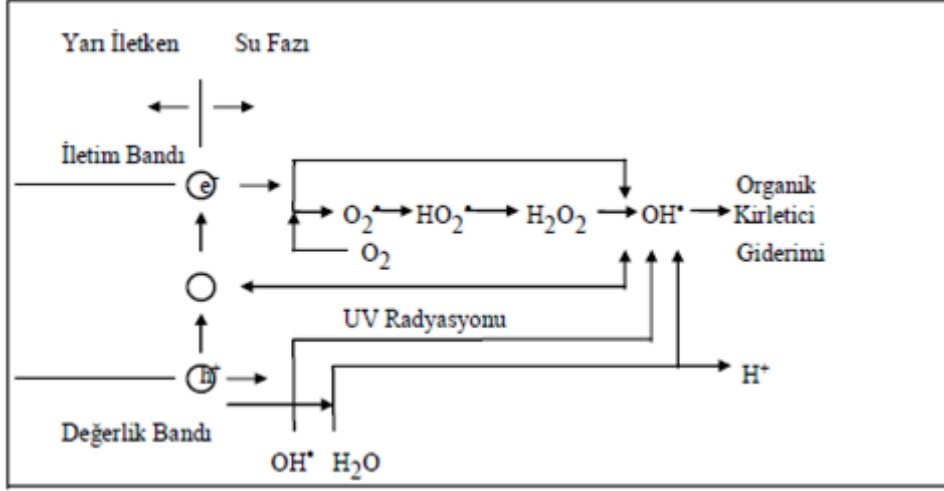 Yarı İletken Su Fazı
İletim Bandı
e-
O2• HO2• H2O2 OH• Organik
Kirletici
Giderimi
O2
UV Radyasyonu
h+
H+
Değerlik Bandı
OH• H2O